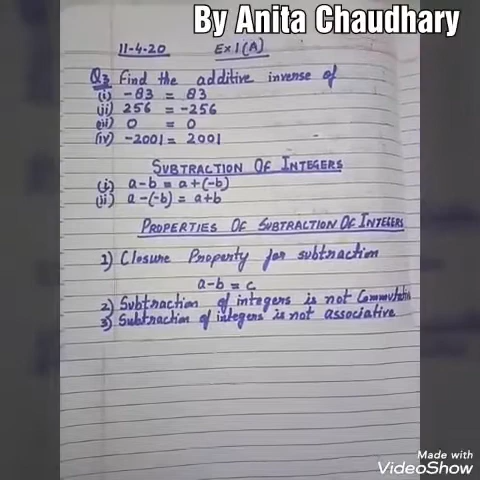 By Anita Chaudhary
11-4-20 Ex 1(A)
Q3 Find the additive inverse of
(i) -83 = 83
(ii) 256 = -256
(iii) 0 = 0
(iv) -2001 = 2001
SUBTRACTION OF INTEGERS
(i) a-b = a+(-b)
(ii) a-(-b) = a+b
PROPERTIES OF SUBTRACTION OF INTEGERS
1) Closure Property for subtraction
a-b = c
2) Subtraction of integers is not Commutative
3) Subtraction of integers is not associative
Made with
VideoShow